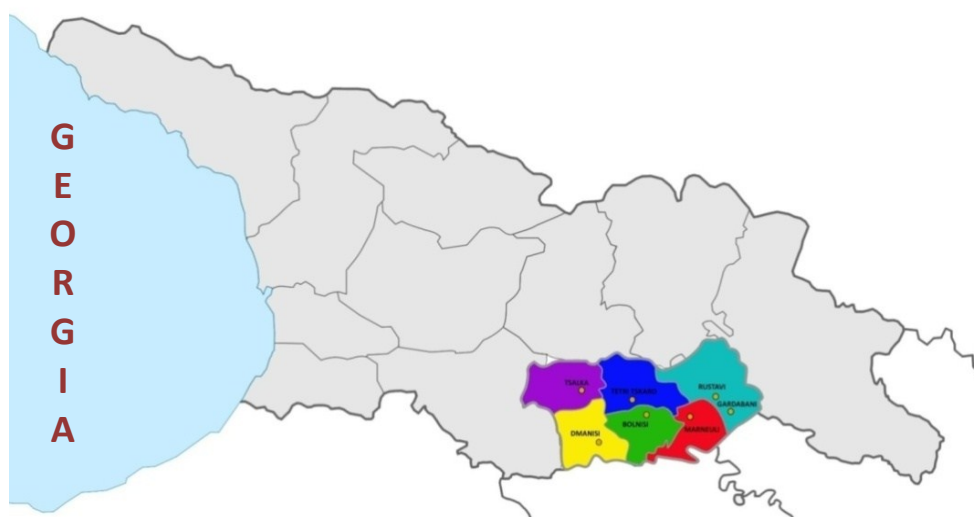 G
E
O
R
G
I
A
TSALKA
TETRI TSKARO
RUSTAVI
GARDABANI
BOLNISI
MARNEULI
DMANISI